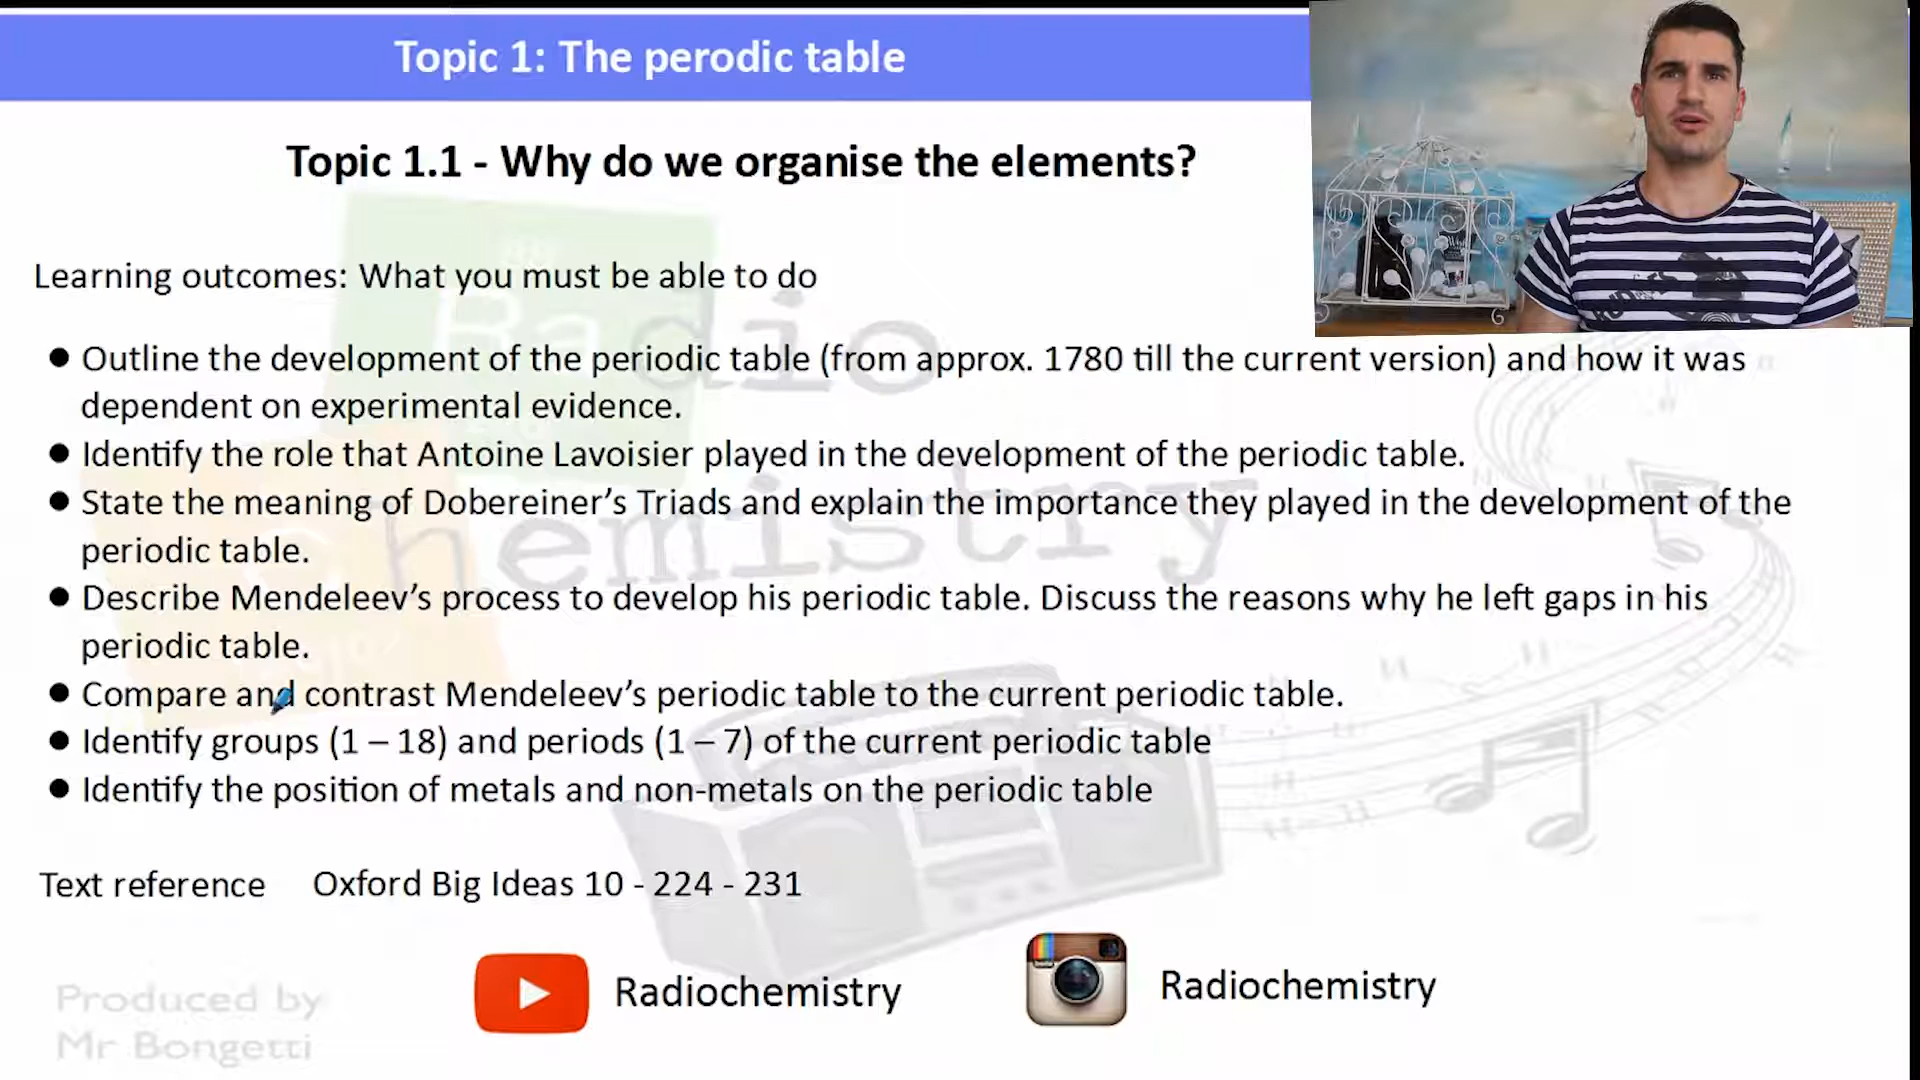 Topic 1: The perodic table
Topic 1.1 - Why do we organise the elements?
Learning outcomes: What you must be able to do
● Outline the development of the periodic table (from approx. 1780 till the current version) and how it was
dependent on experimental evidence.
● Identify the role that Antoine Lavoisier played in the development of the periodic table.
● State the meaning of Dobereiner’s Triads and explain the importance they played in the development of the
periodic table.
● Describe Mendeleev’s process to develop his periodic table. Discuss the reasons why he left gaps in his
periodic table.
● Compare and contrast Mendeleev’s periodic table to the current periodic table.
● Identify groups (1 – 18) and periods (1 – 7) of the current periodic table
● Identify the position of metals and non-metals on the periodic table
Text reference Oxford Big Ideas 10 - 224 - 231
Radiochemistry
Radiochemistry
Produced by
Mr Bongetti
Radio
Chemistry